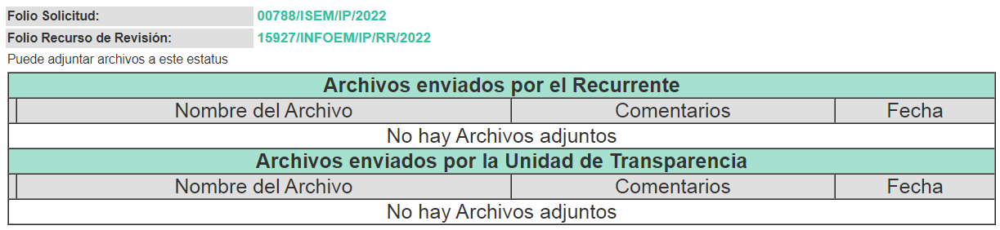 Folio Solicitud: 00788/ISEM/IP/2022
Folio Recurso de Revisión: 15927/INFOEM/IP/RR/2022
Puede adjuntar archivos a este estatus
Archivos enviados por el Recurrente
Nombre del Archivo Comentarios Fecha
No hay Archivos adjuntos
Archivos enviados por la Unidad de Transparencia
Nombre del Archivo Comentarios Fecha
No hay Archivos adjuntos